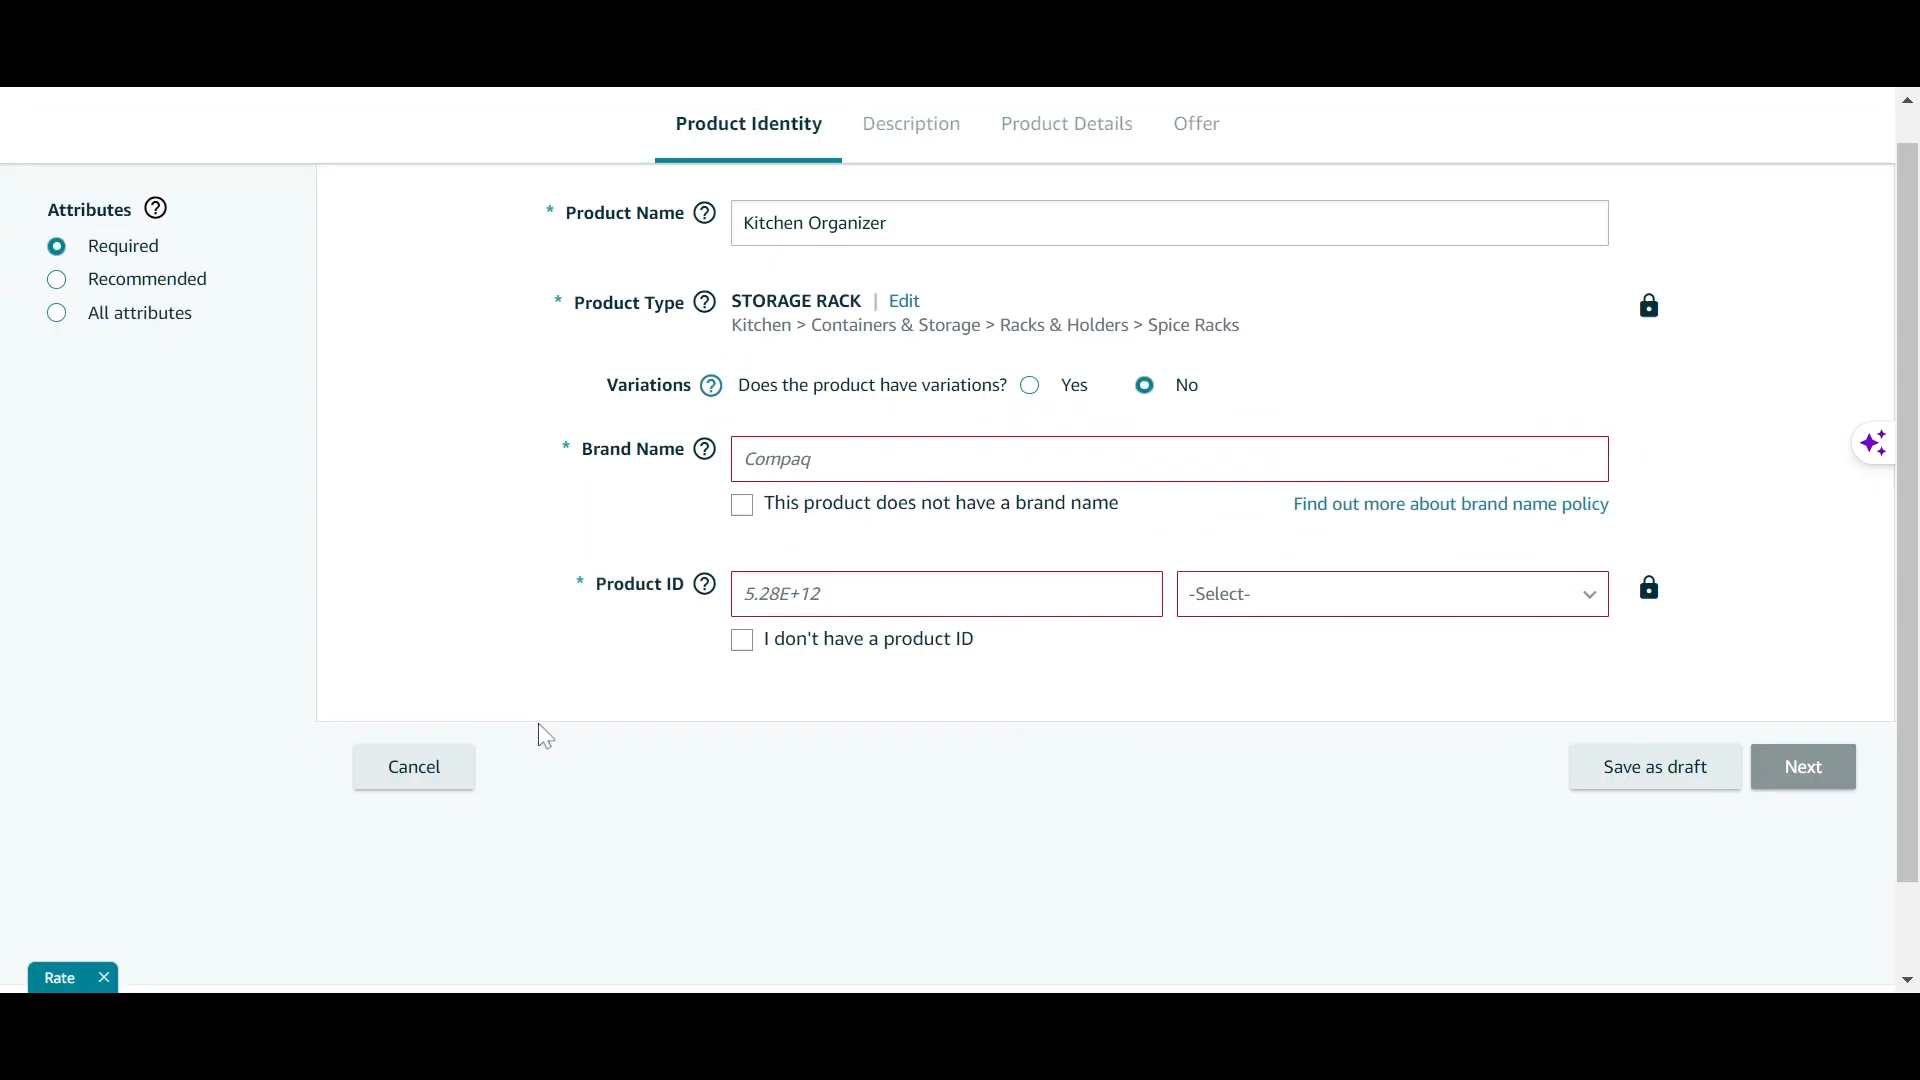 Product Identity Description Product Details Offer
Attributes ?
Required
Recommended
All attributes
* Product Name ? Kitchen Organizer
* Product Type ? STORAGE RACK | Edit
Kitchen > Containers & Storage > Racks & Holders > Spice Racks
Variations ? Does the product have variations? Yes No
* Brand Name ? Compaq
This product does not have a brand name Find out more about brand name policy
* Product ID ? 5.28E+12 -Select-
I don't have a product ID
Cancel Save as draft Next
Rate ×